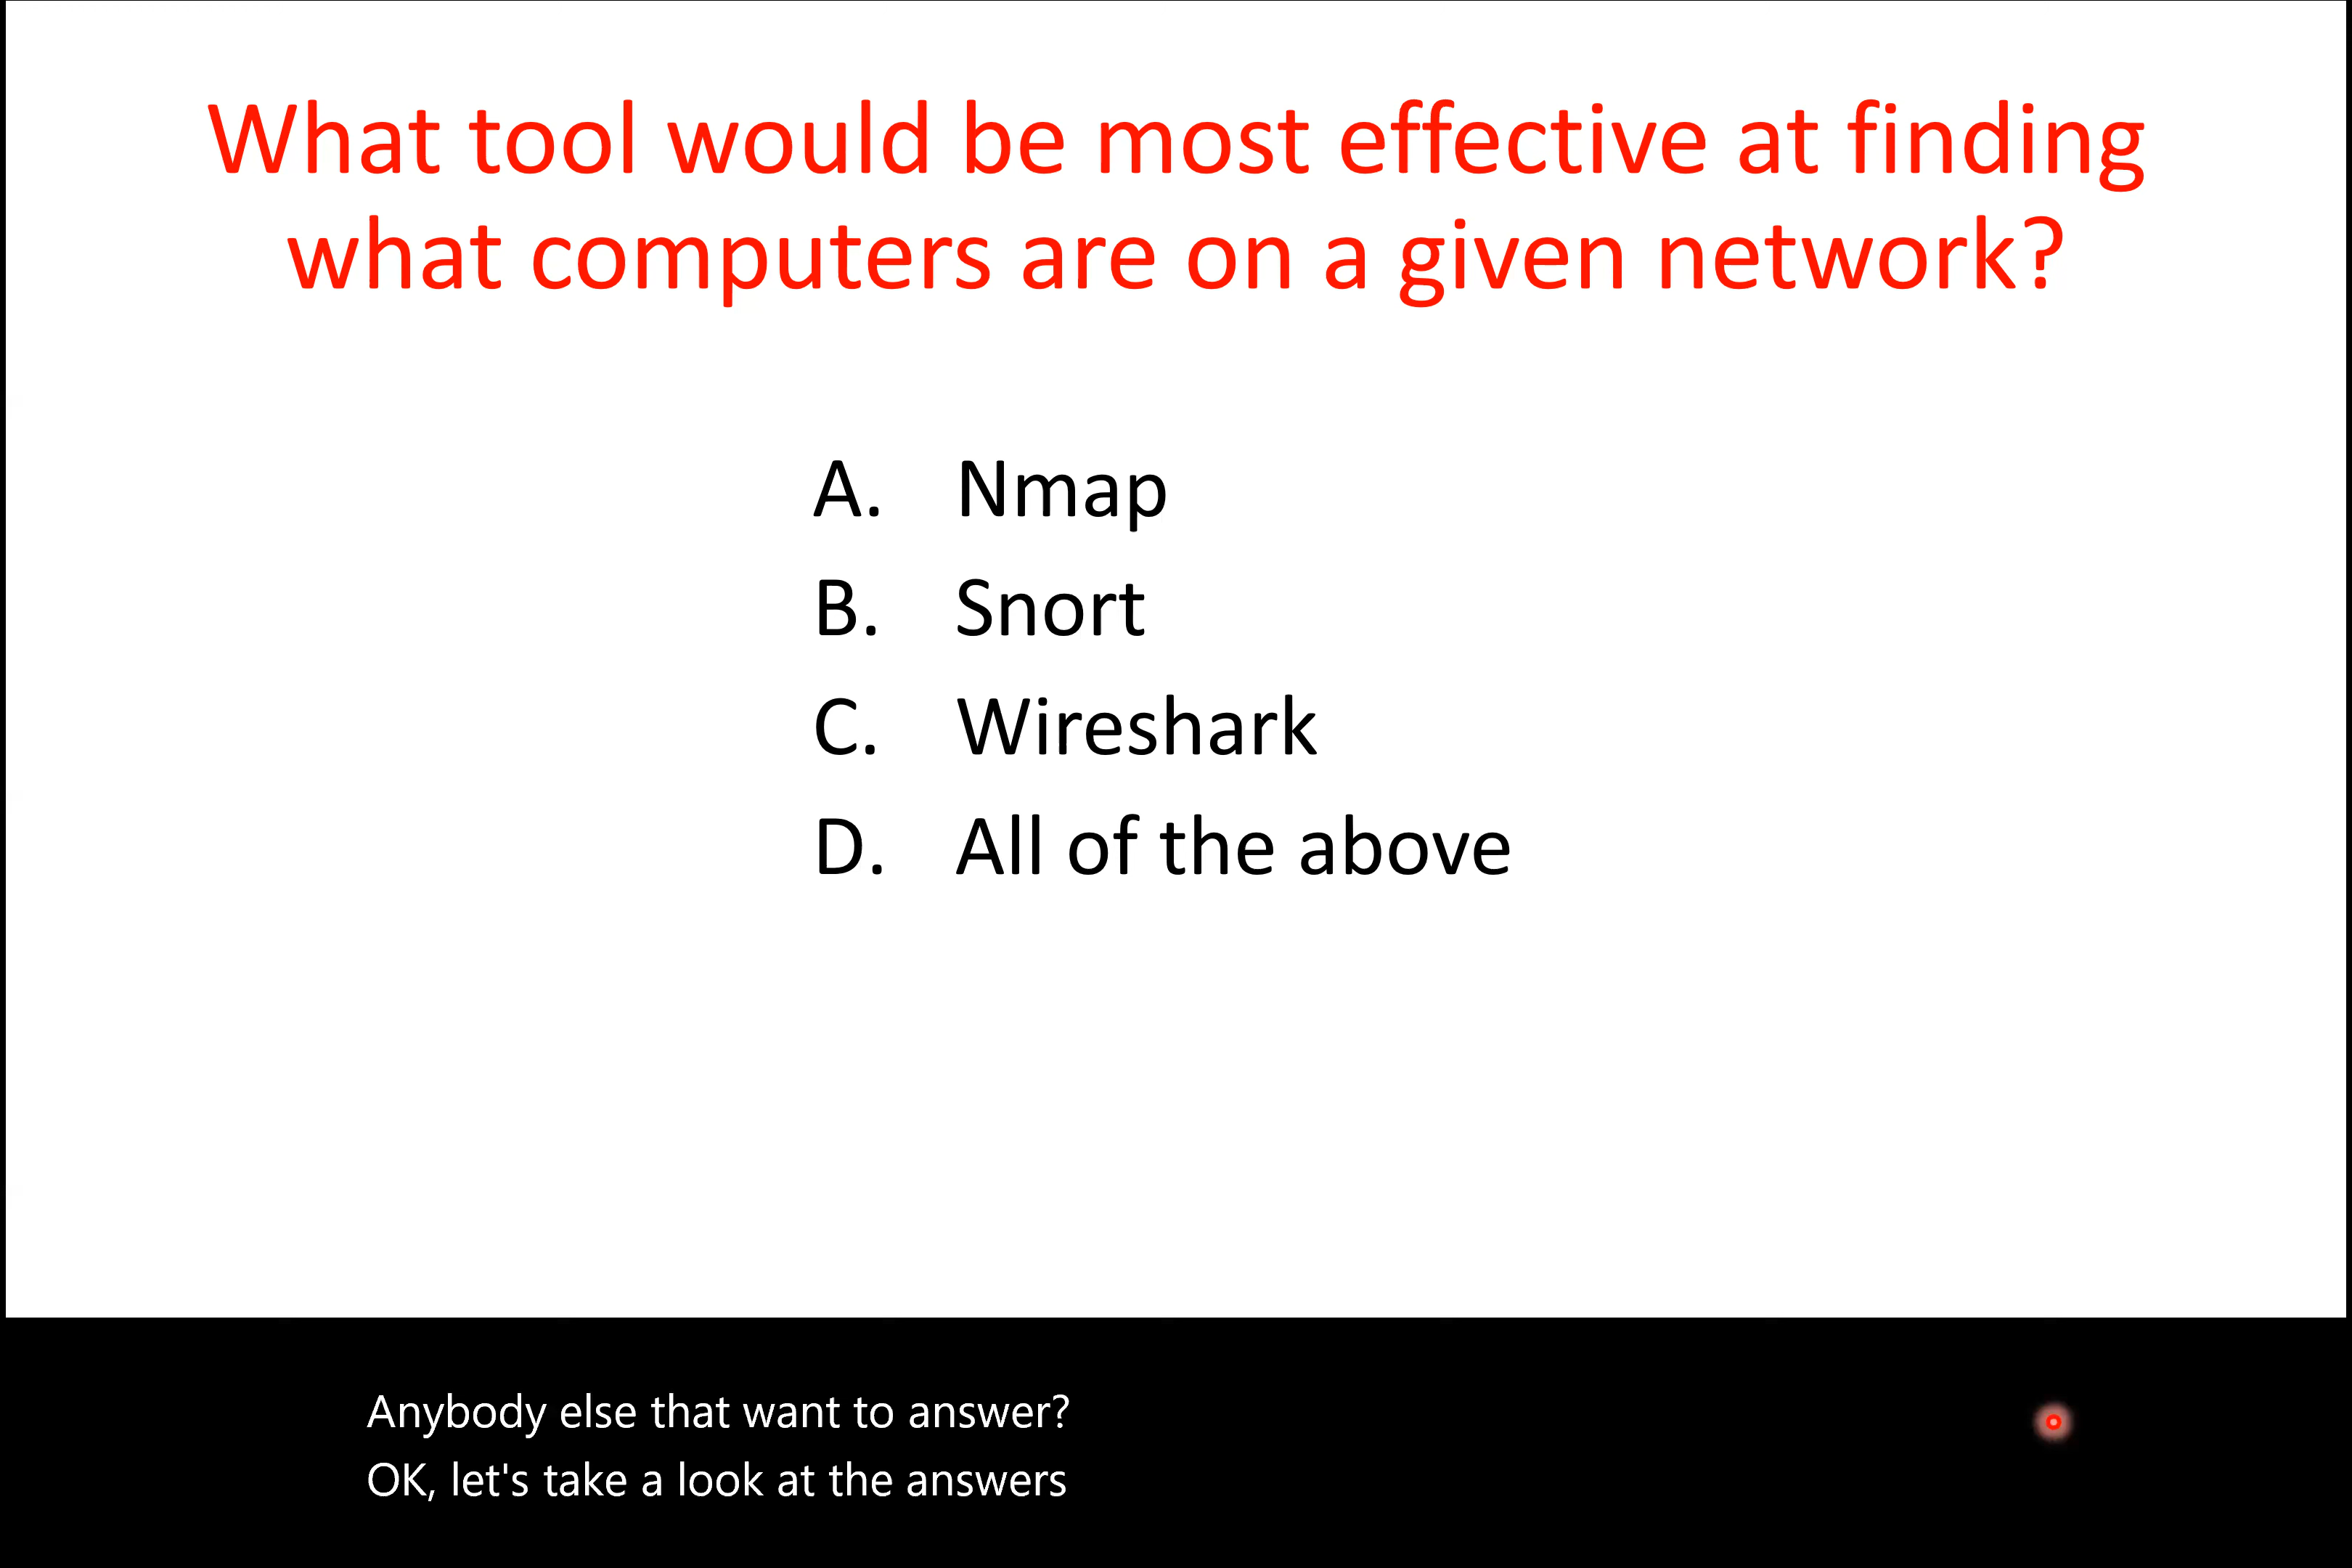 What tool would be most effective at finding
what computers are on a given network?
A. Nmap
B. Snort
C. Wireshark
D. All of the above
Anybody else that want to answer?
OK, let's take a look at the answers